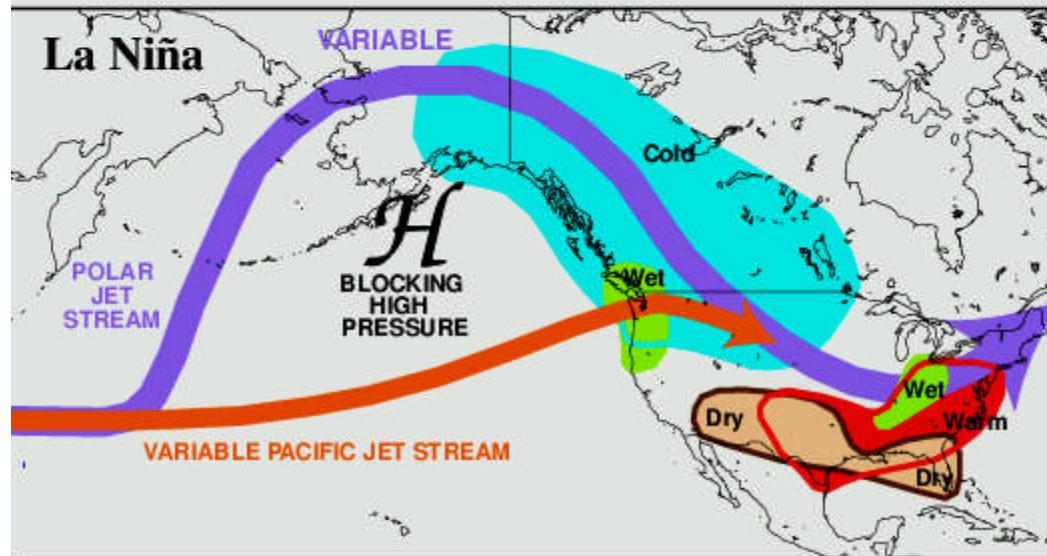 La Niña
VARIABLE
Cold
H
BLOCKING
HIGH
PRESSURE
POLAR
JET
STREAM
Wet
VARIABLE PACIFIC JET STREAM
Wet
Dry
Warm
Dry